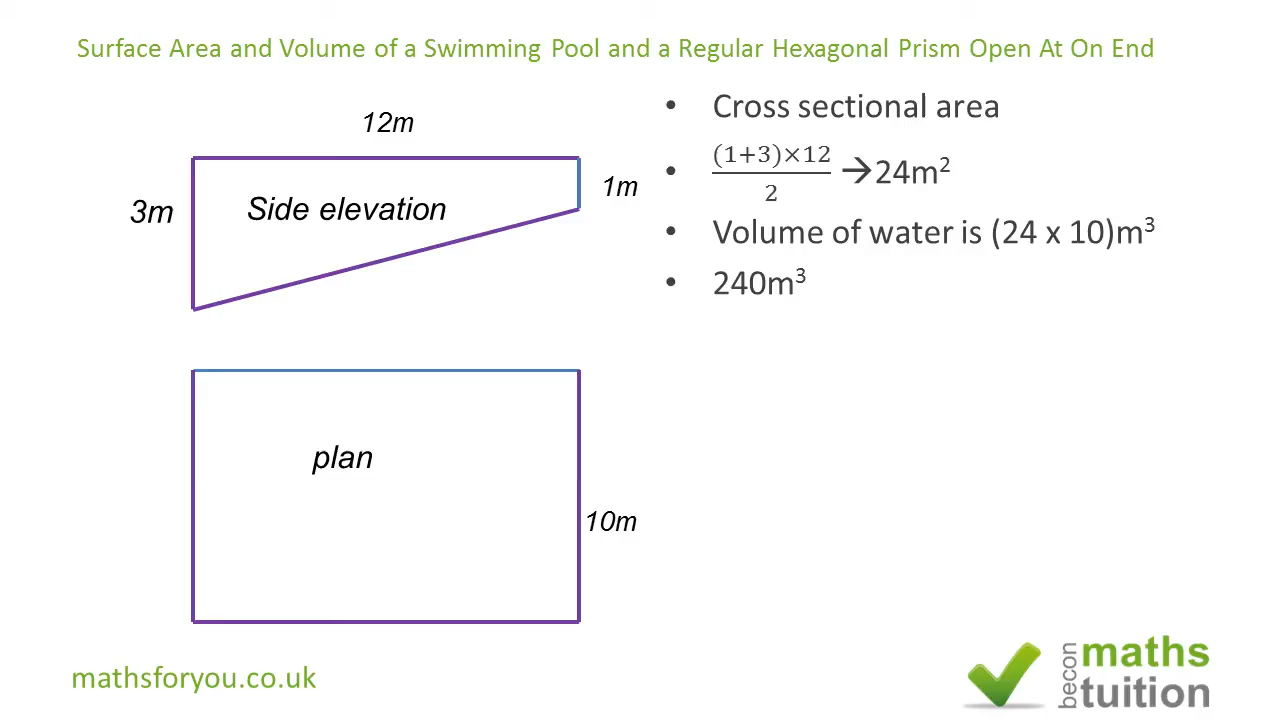 Surface Area and Volume of a Swimming Pool and a Regular Hexagonal Prism Open At On End
12m
3m
Side elevation
1m
• Cross sectional area
• (1+3)×12/2 →24m²
• Volume of water is (24 x 10)m³
• 240m³
plan
10m
mathsforyou.co.uk
becon
maths
tuition